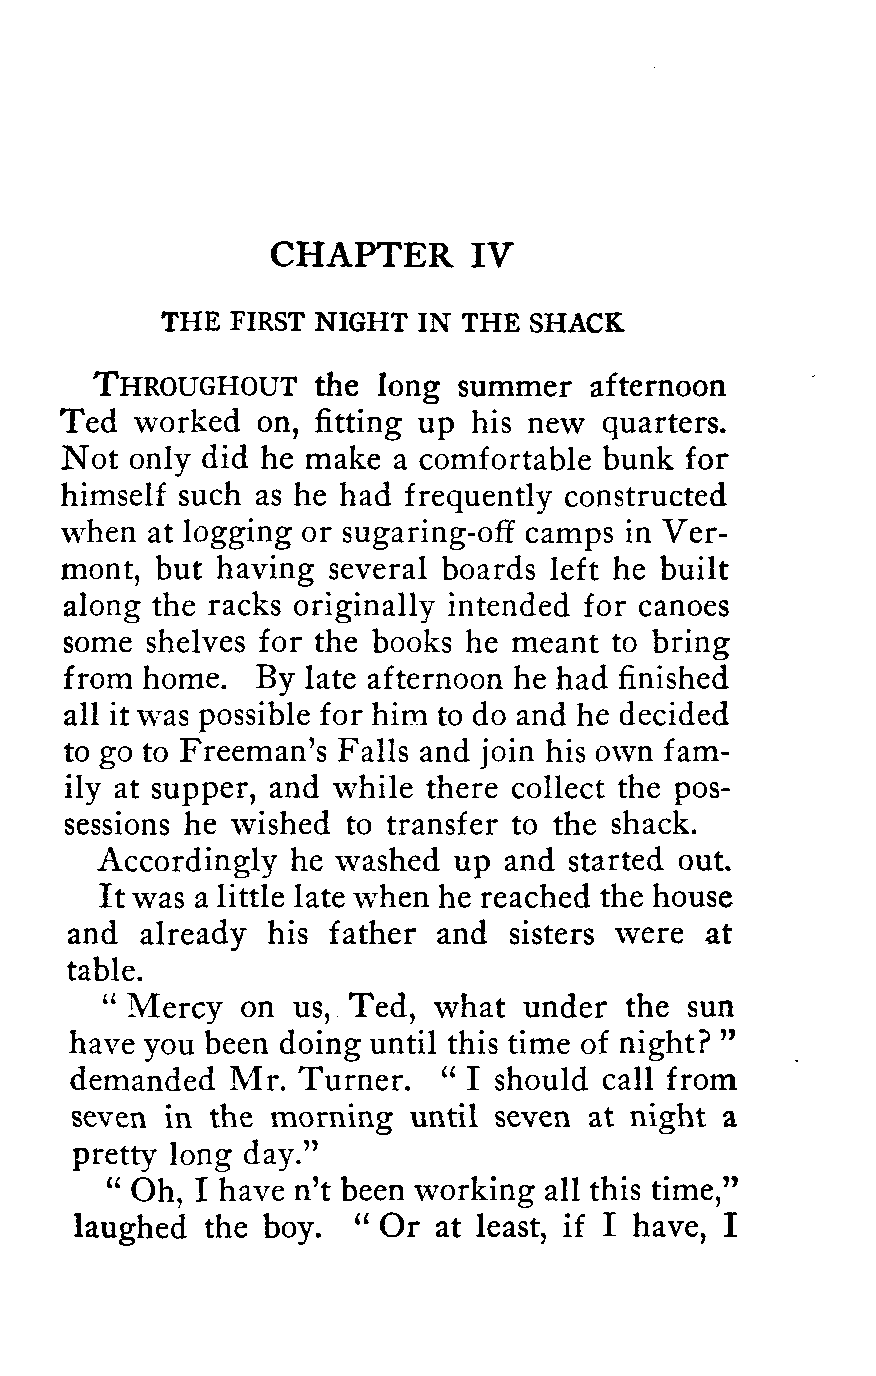 CHAPTER IV
THE FIRST NIGHT IN THE SHACK
THROUGHOUT the long summer afternoon
Ted worked on, fitting up his new quarters.
Not only did he make a comfortable bunk for
himself such as he had frequently constructed
when at logging or sugaring-off camps in Ver-
mont, but having several boards left he built
along the racks originally intended for canoes
some shelves for the books he meant to bring
from home. By late afternoon he had finished
all it was possible for him to do and he decided
to go to Freeman's Falls and join his own fam-
ily at supper, and while there collect the pos-
sessions he wished to transfer to the shack.
Accordingly he washed up and started out.
It was a little late when he reached the house
and already his father and sisters were at
table.
" Mercy on us, Ted, what under the sun
have you been doing until this time of night? "
demanded Mr. Turner. " I should call from
seven in the morning until seven at night a
pretty long day."
" Oh, I have n't been working all this time,"
laughed the boy. " Or at least, if I have, I